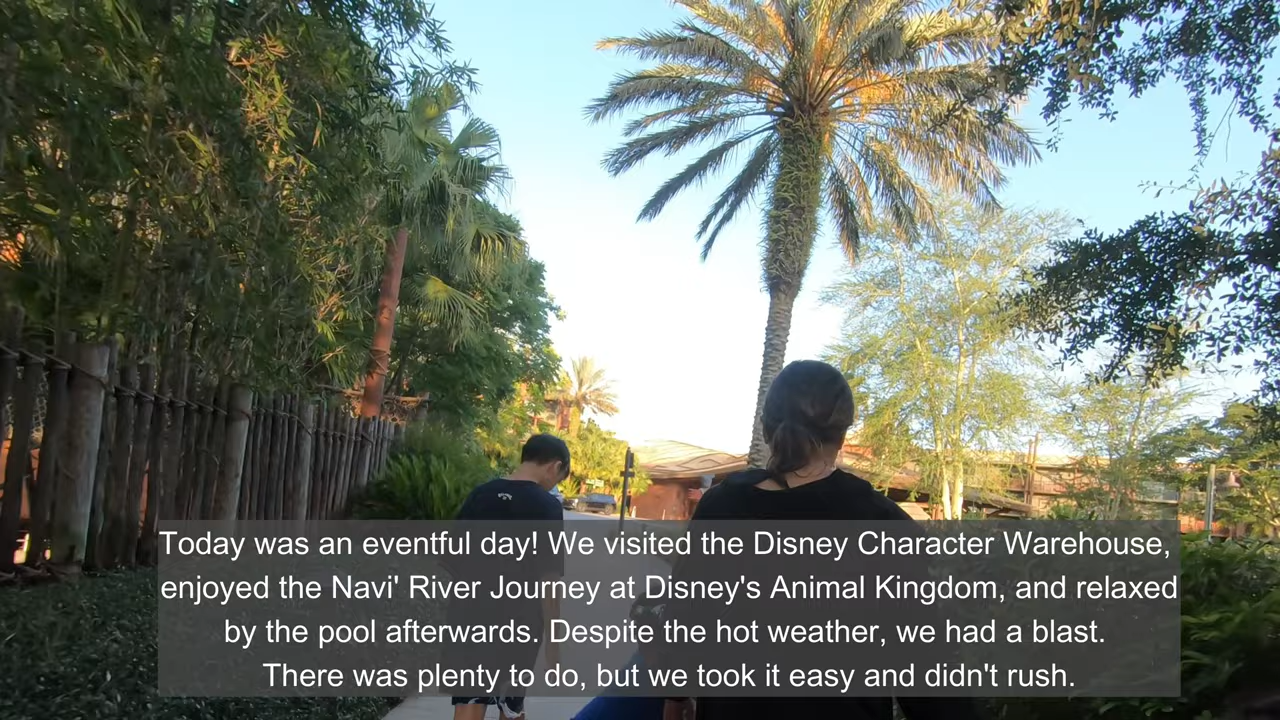 Today was an eventful day! We visited the Disney Character Warehouse,
enjoyed the Navi' River Journey at Disney's Animal Kingdom, and relaxed
by the pool afterwards. Despite the hot weather, we had a blast.
There was plenty to do, but we took it easy and didn't rush.